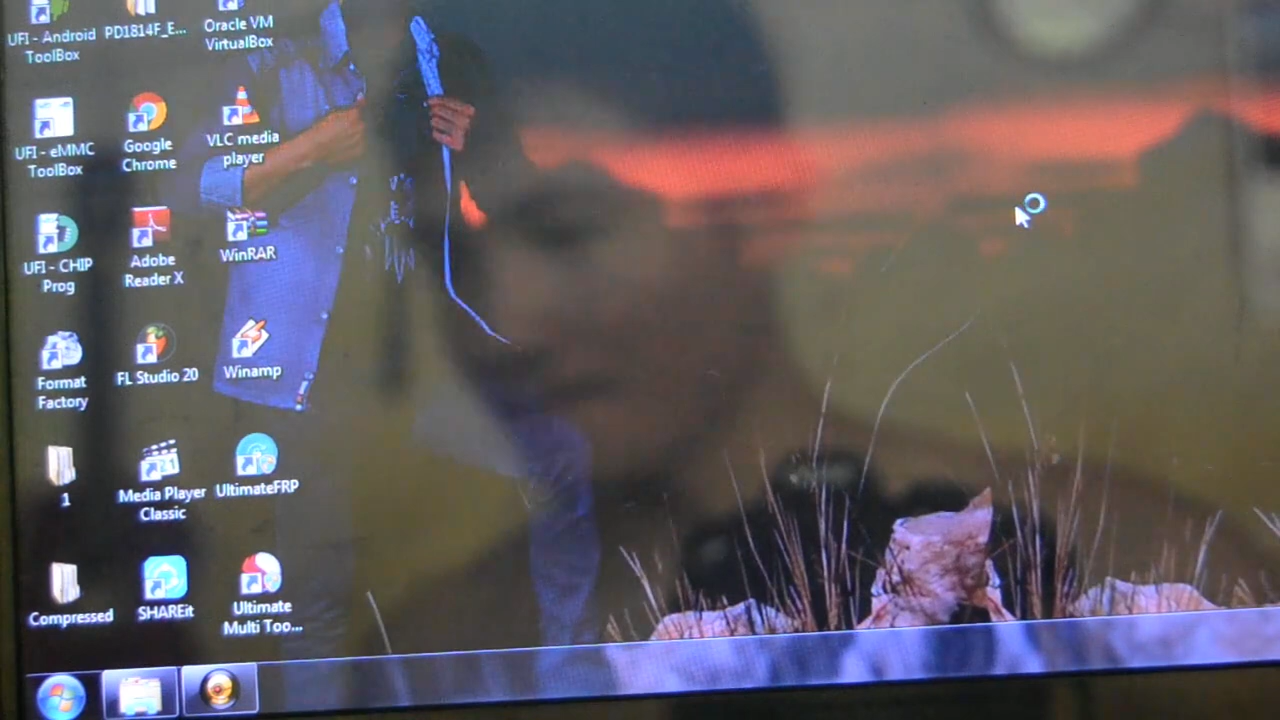 UFI - Android
ToolBox
PD1814F_E...
Oracle VM
VirtualBox
UFI - eMMC
ToolBox
Google
Chrome
VLC media
player
UFI - CHIP
Prog
Adobe
Reader X
WinRAR
Format
Factory
FL Studio 20
Winamp
1
Media Player
Classic
321
UltimateFRP
Compressed
SHAREit
Ultimate
Multi Too...